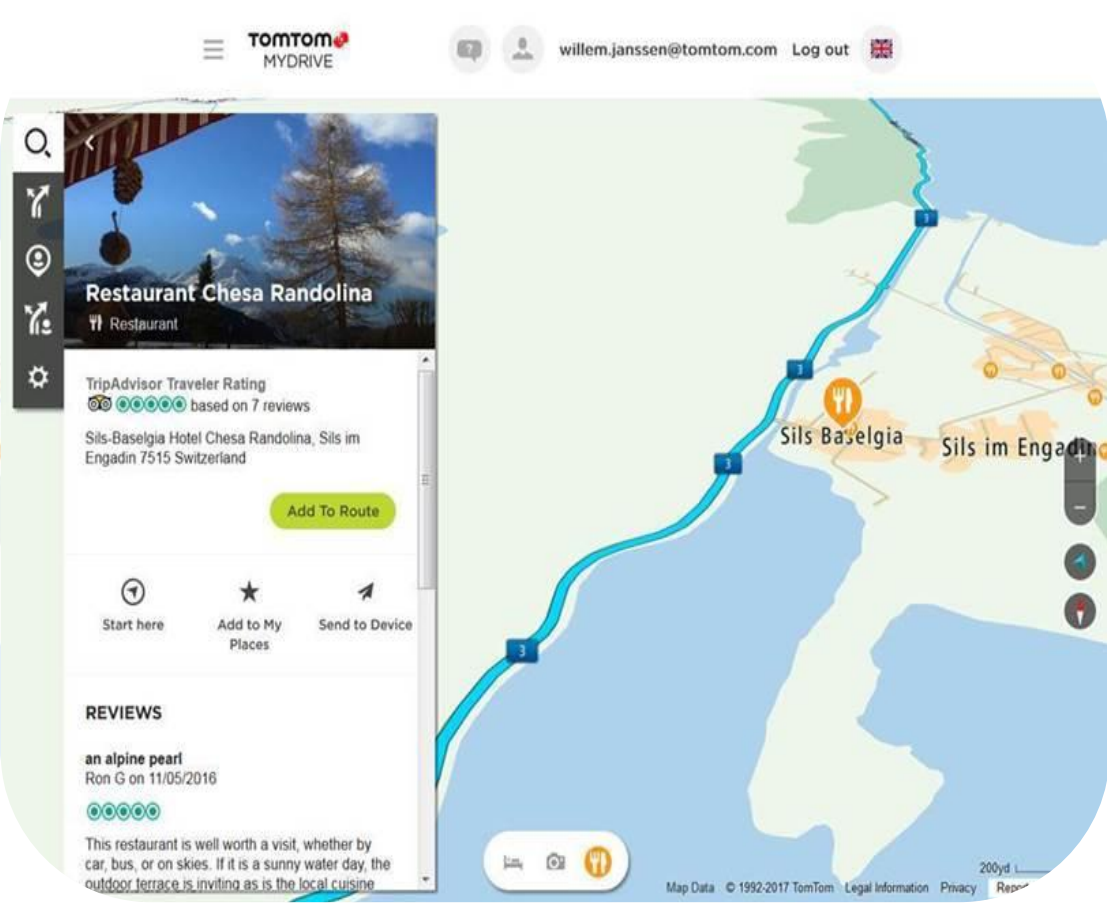 TOMTOM
MYDRIVE
?
willem.janssen@tomtom.com Log out
Restaurant Chesa Randolina
Restaurant
TripAdvisor Traveler Rating
based on 7 reviews
Sils-Baselgia Hotel Chesa Randolina, Sils im
Engadin 7515 Switzerland
Add To Route
Start here
Add to My
Places
Send to Device
REVIEWS
an alpine pearl
Ron G on 11/05/2016
This restaurant is well worth a visit, whether by
car, bus, or on skies. If it is a sunny water day, the
outdoor terrace is inviting as is the local cuisine
3
3
3
3
Sils Baselgia
Sils im Engadin
+
−
200yd
Map Data © 1992-2017 TomTom Legal Information Privacy